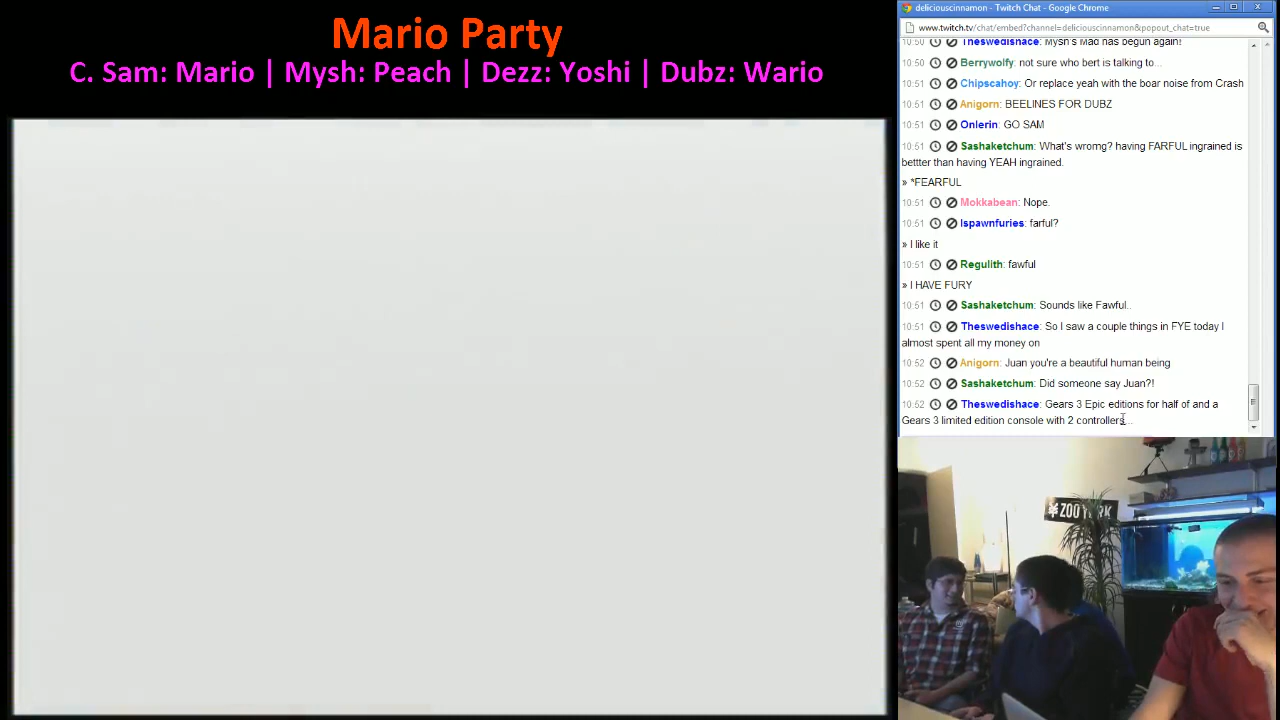 Mario Party
C. Sam: Mario | Mysh: Peach | Dezz: Yoshi | Dubz: Wario
deliciouscinnamon - Twitch Chat - Google Chrome
www.twitch.tv/chat/embed?channel=deliciouscinnamon&popout_chat=true
10:50 Theswedishace: Mysh's Mad has begun again!
10:50 Berrywolfy: not sure who bert is talking to...
10:51 Chipscahoy: Or replace yeah with the boar noise from Crash
10:51 Anigorn: BEELINES FOR DUBZ
10:51 Onlerin: GO SAM
10:51 Sashaketchum: What's wromg? having FARFUL ingrained is
bettter than having YEAH ingrained.
» *FEARFUL
10:51 Mokkabean: Nope.
10:51 Ispawnfuries: farful?
» I like it
10:51 Regulith: fawful
» I HAVE FURY
10:51 Sashaketchum: Sounds like Fawful..
10:51 Theswedishace: So I saw a couple things in FYE today I
almost spent all my money on
10:52 Anigorn: Juan you're a beautiful human being
10:52 Sashaketchum: Did someone say Juan?!
10:52 Theswedishace: Gears 3 Epic editions for half of and a
Gears 3 limited edition console with 2 controllers...
ZOO YORK